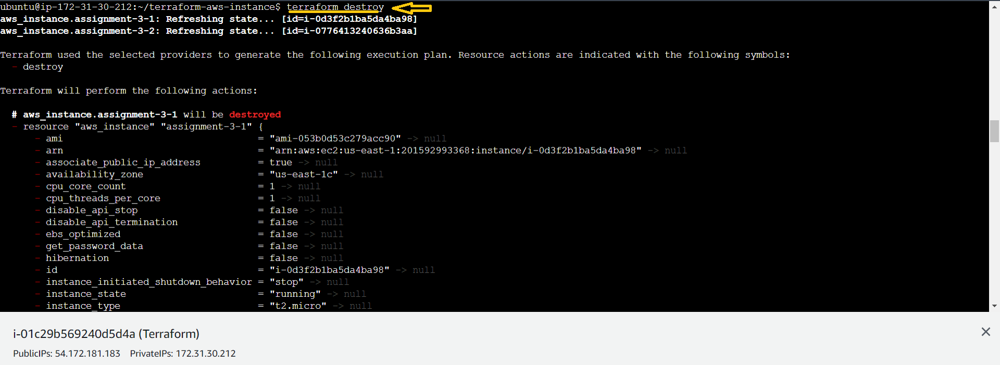 ubuntu@ip-172-31-30-212:~/terraform-aws-instance$ terraform destroy
aws_instance.assignment-3-1: Refreshing state... [id=i-0d3f2b1ba5da4ba98]
aws_instance.assignment-3-2: Refreshing state... [id=i-0776413240636b3aa]
Terraform used the selected providers to generate the following execution plan. Resource actions are indicated with the following symbols:
- destroy
Terraform will perform the following actions:
# aws_instance.assignment-3-1 will be destroyed
- resource "aws_instance" "assignment-3-1" {
- ami = "ami-053b0d53c279acc90" -> null
- arn = "arn:aws:ec2:us-east-1:201592993368:instance/i-0d3f2b1ba5da4ba98" -> null
- associate_public_ip_address = true -> null
- availability_zone = "us-east-1c" -> null
- cpu_core_count = 1 -> null
- cpu_threads_per_core = 1 -> null
- disable_api_stop = false -> null
- disable_api_termination = false -> null
- ebs_optimized = false -> null
- get_password_data = false -> null
- hibernation = false -> null
- id = "i-0d3f2b1ba5da4ba98" -> null
- instance_initiated_shutdown_behavior = "stop" -> null
- instance_state = "running" -> null
- instance_type = "t2.micro" -> null
i-01c29b569240d5d4a (Terraform)
PublicIPs: 54.172.181.183 PrivateIPs: 172.31.30.212